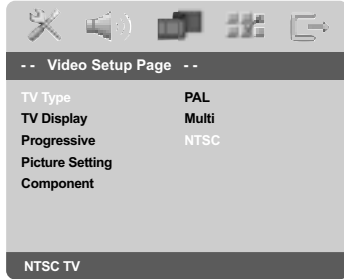 - - Video Setup Page - -
TV Type PAL
TV Display Multi
Progressive NTSC
Picture Setting
Component
NTSC TV